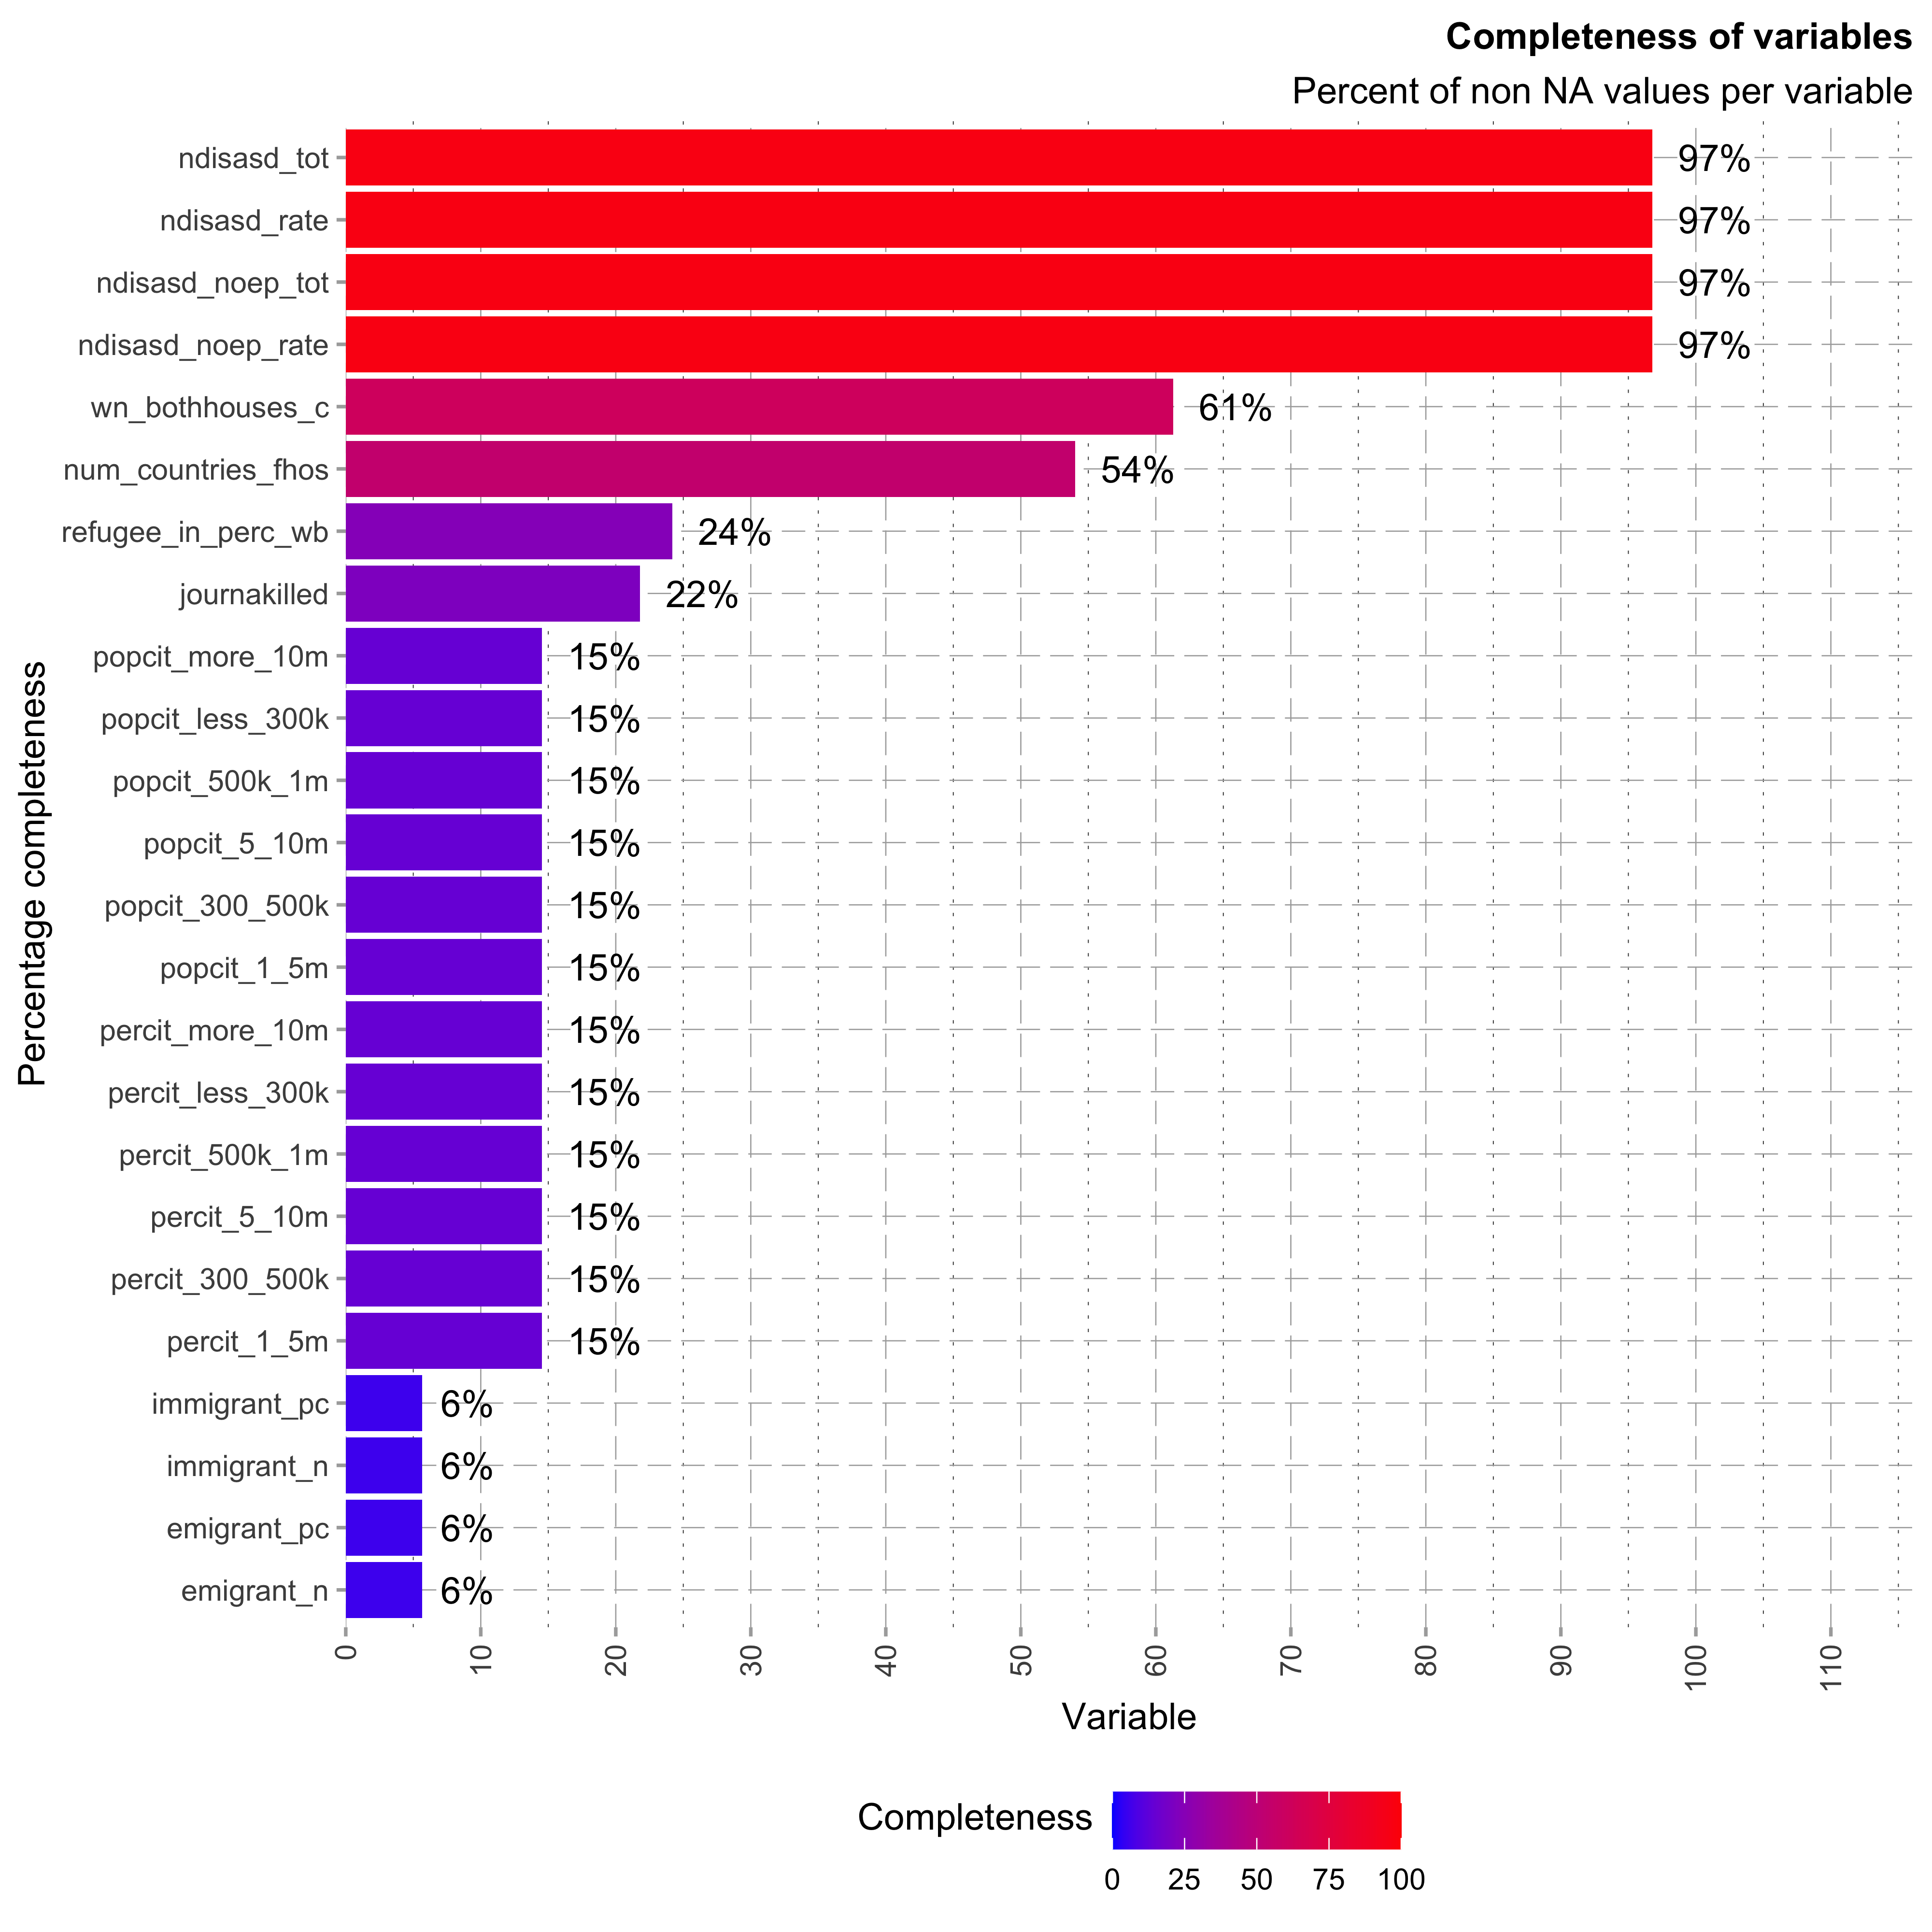 Completeness of variables
Percent of non NA values per variable
ndisasd_tot 97%
ndisasd_rate 97%
ndisasd_noep_tot 97%
ndisasd_noep_rate 97%
wn_bothhouses_c 61%
num_countries_fhos 54%
refugee_in_perc_wb 24%
journakilled 22%
popcit_more_10m 15%
popcit_less_300k 15%
popcit_500k_1m 15%
popcit_5_10m 15%
popcit_300_500k 15%
popcit_1_5m 15%
percit_more_10m 15%
percit_less_300k 15%
percit_500k_1m 15%
percit_5_10m 15%
percit_300_500k 15%
percit_1_5m 15%
immigrant_pc 6%
immigrant_n 6%
emigrant_pc 6%
emigrant_n 6%
Percentage completeness
0 10 20 30 40 50 60 70 80 90 100 110
Variable
Completeness
0 25 50 75 100